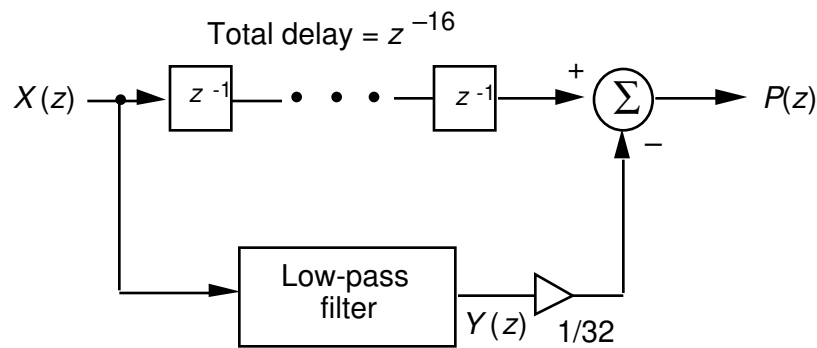 Total delay = z⁻¹⁶
X(z)
z⁻¹
z⁻¹
+
Σ
P(z)
−
Low-pass
filter
Y(z)
1/32